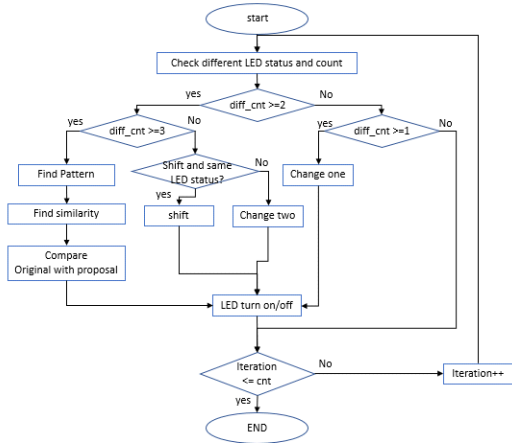 start
Check different LED status and count
yes
diff_cnt >=2
No
yes
diff_cnt >=3
No
yes
diff_cnt >=1
No
Find Pattern
Shift and same
LED status?
No
Change one
yes
Find similarity
shift
Change two
Compare
Original with proposal
LED turn on/off
Iteration
<= cnt
No
Iteration++
yes
END